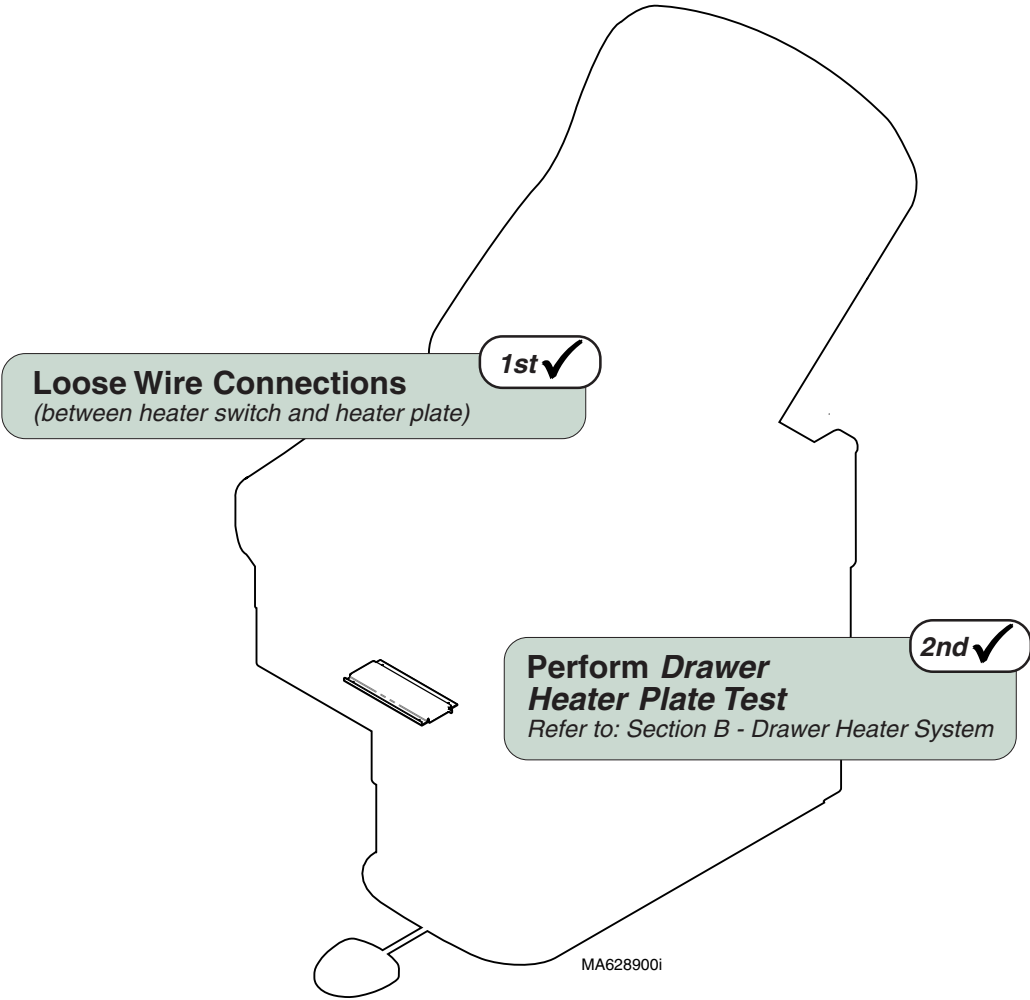 1st
Loose Wire Connections
(between heater switch and heater plate)
2nd
Perform Drawer
Heater Plate Test
Refer to: Section B - Drawer Heater System
MA628900i